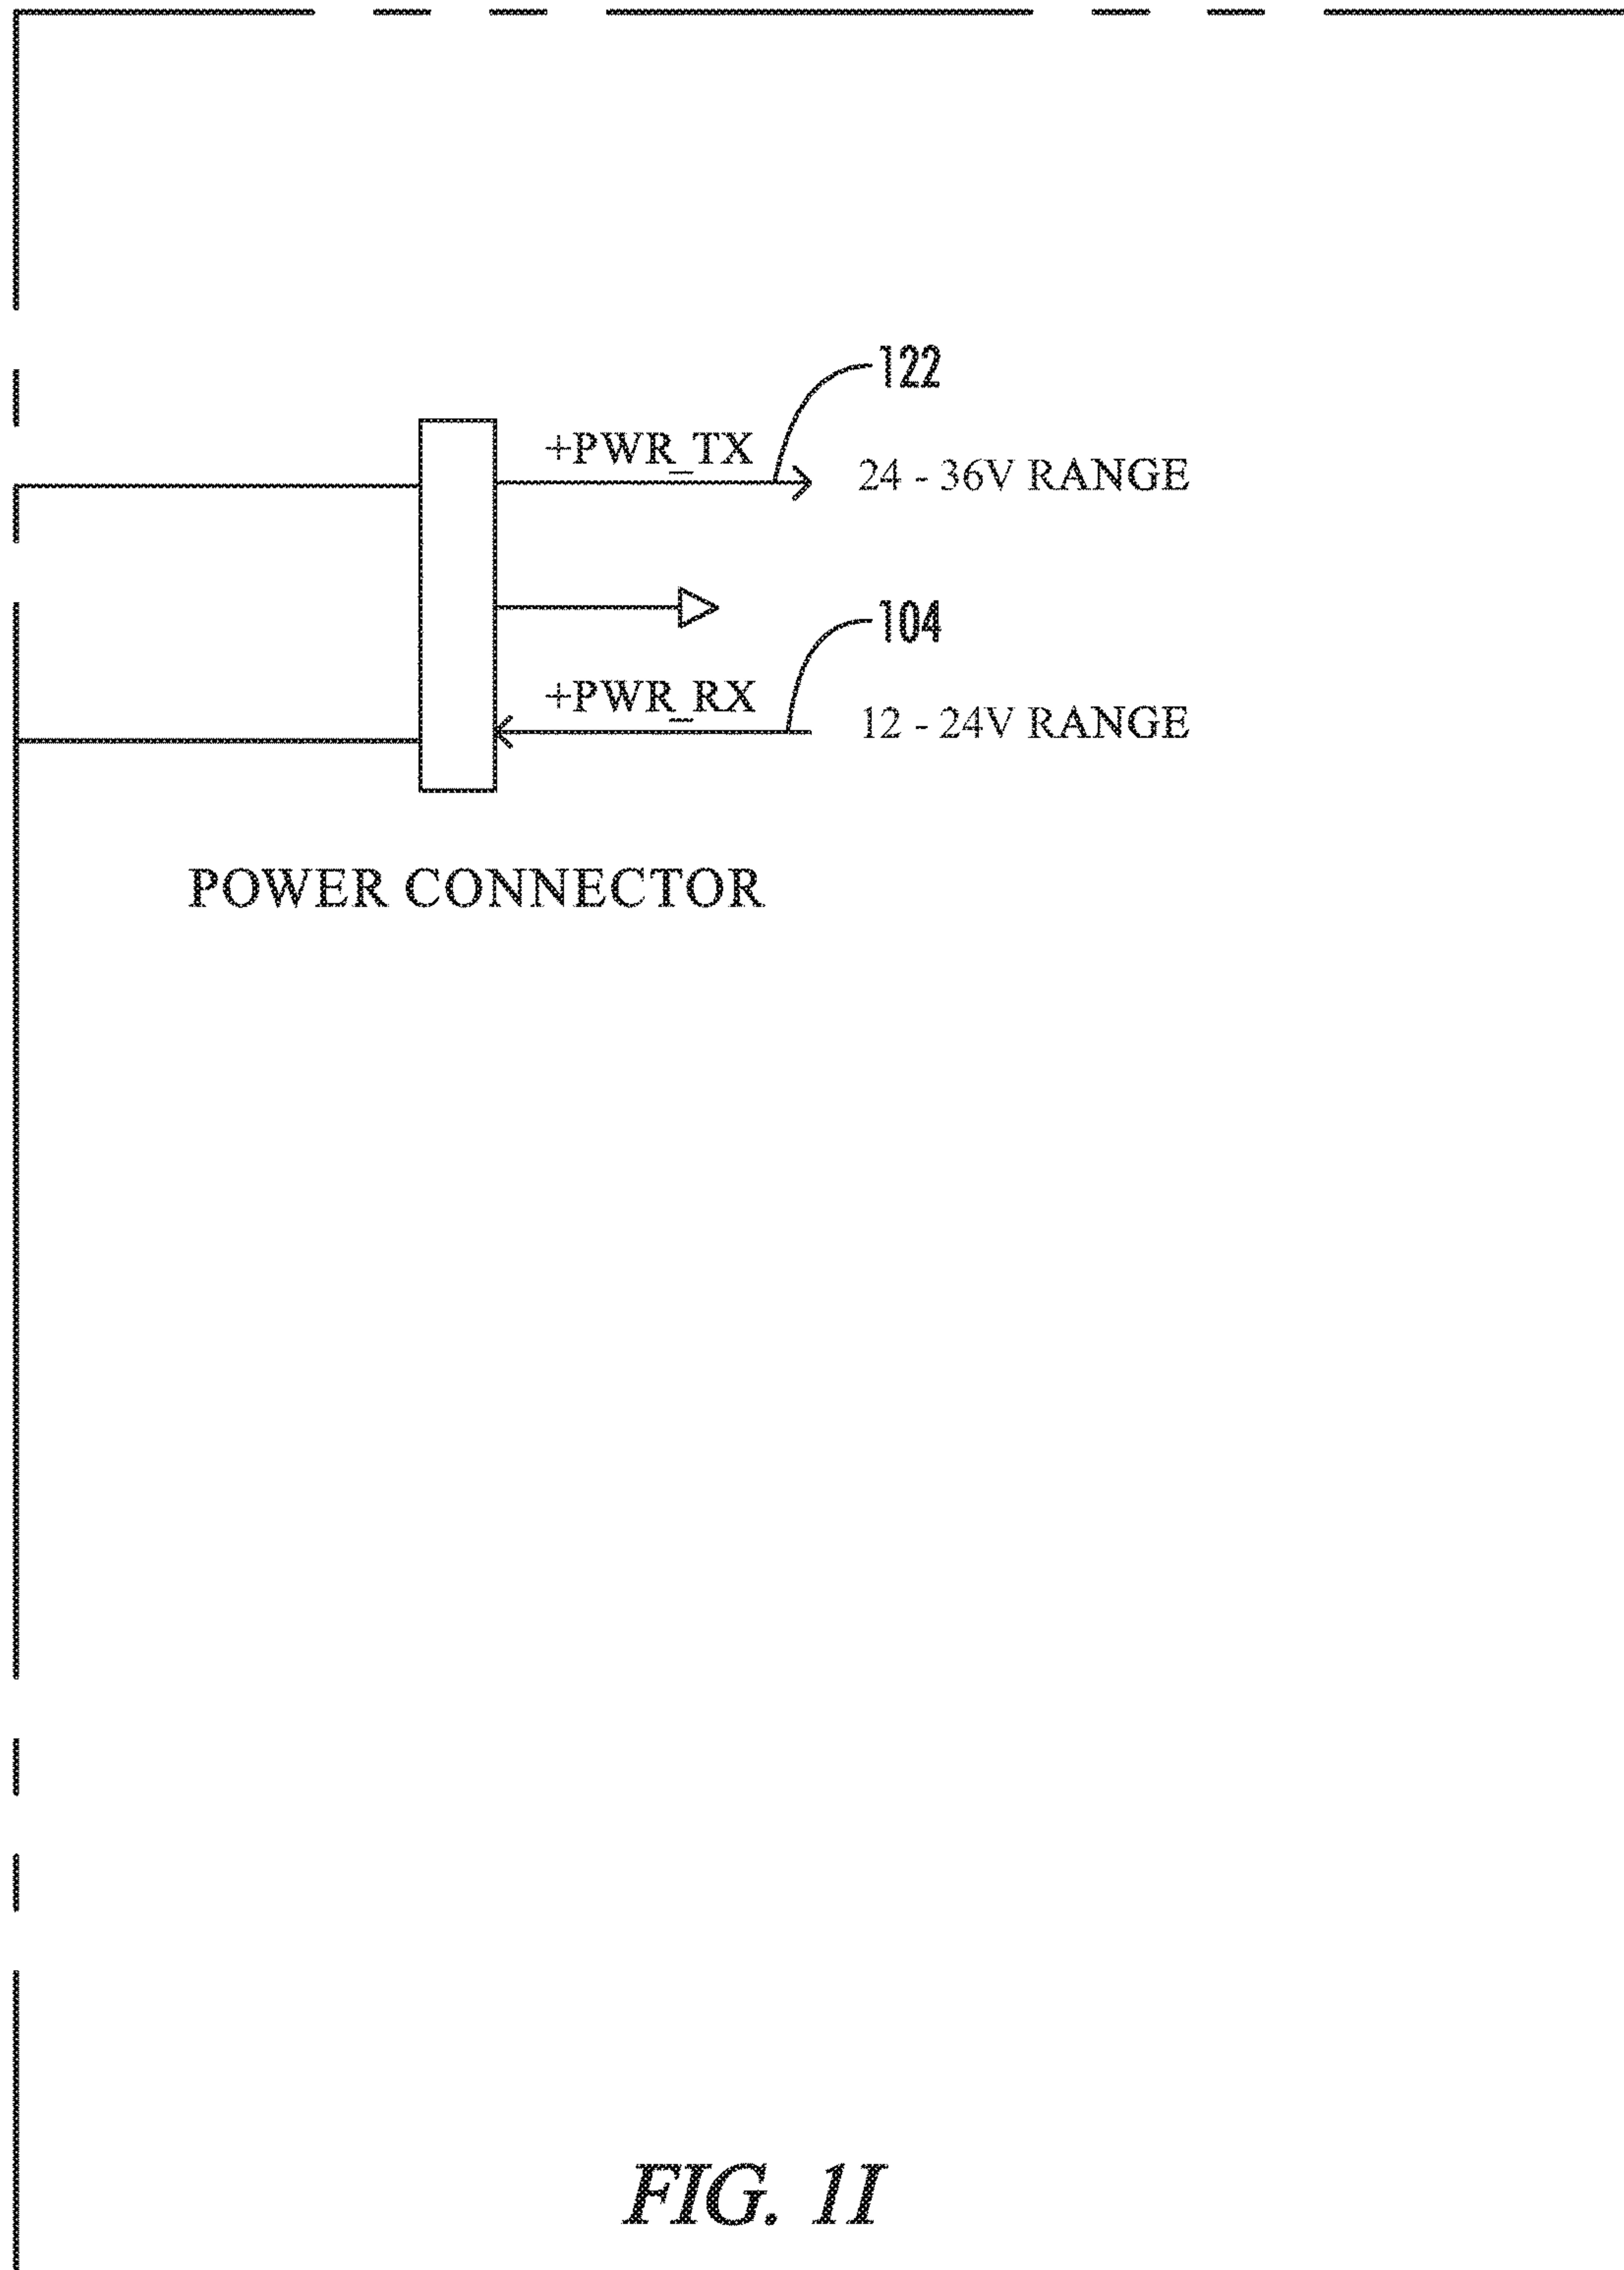 122
+PWR_TX
24 - 36V RANGE
104
+PWR_RX
12 - 24V RANGE
POWER CONNECTOR
FIG. 1I